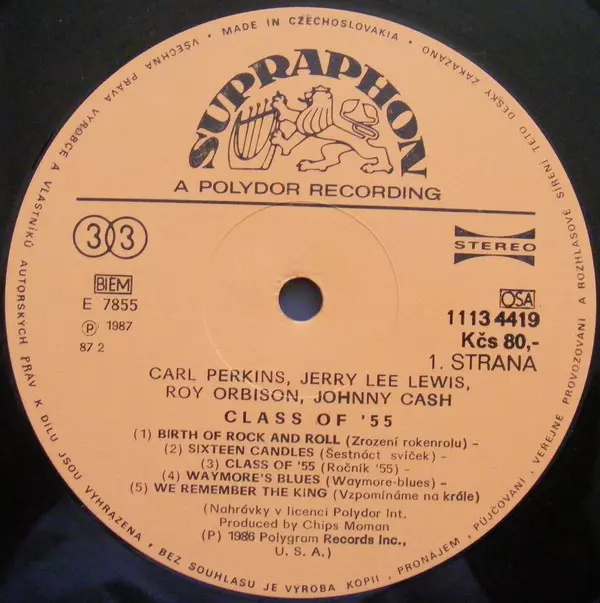 MADE IN CZECHOSLOVAKIA
VŠECHNA PRÁVA VÝROBCE A VLASTNÍKŮ AUTORSKÝCH PRÁV K DÍLU JSOU VYHRAZENA • BEZ SOUHLASU JE VÝROBA KOPIÍ, PRONÁJEM, PŮJČOVÁNÍ, VEŘEJNÉ PROVOZOVÁNÍ A ROZHLASOVÉ ŠÍŘENÍ TÉTO DESKY ZAKÁZÁNO
SUPRAPHON
A POLYDOR RECORDING
33
STEREO
BIEM
E 7855
Ⓟ 1987
87 2
OSA
1113 4419
Kčs 80,-
1. STRANA
CARL PERKINS, JERRY LEE LEWIS,
ROY ORBISON, JOHNNY CASH
CLASS OF '55
(1) BIRTH OF ROCK AND ROLL (Zrození rokenrolu) –
(2) SIXTEEN CANDLES (Šestnáct svíček) –
(3) CLASS OF '55 (Ročník '55) –
(4) WAYMORE'S BLUES (Waymore-blues) –
(5) WE REMEMBER THE KING (Vzpomínáme na krále)
(Nahrávky v licenci Polydor Int.
Produced by Chips Moman
(P) 1986 Polygram Records Inc.,
U. S. A.)